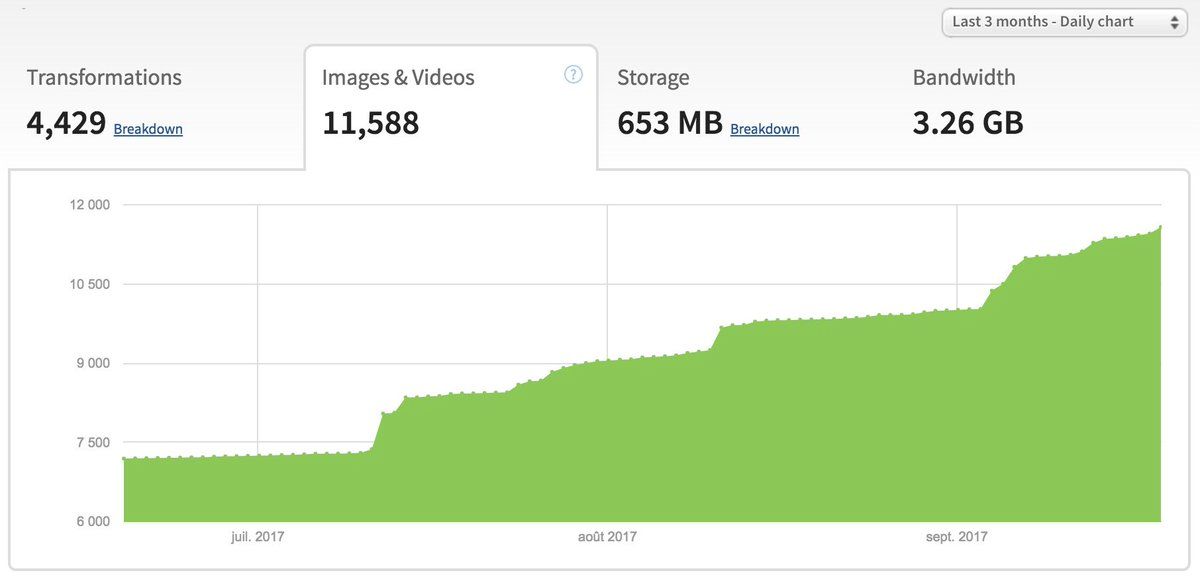 Last 3 months - Daily chart
Transformations
4,429 Breakdown
Images & Videos ?
11,588
Storage
653 MB Breakdown
Bandwidth
3.26 GB
12 000
10 500
9 000
7 500
6 000
juil. 2017
août 2017
sept. 2017